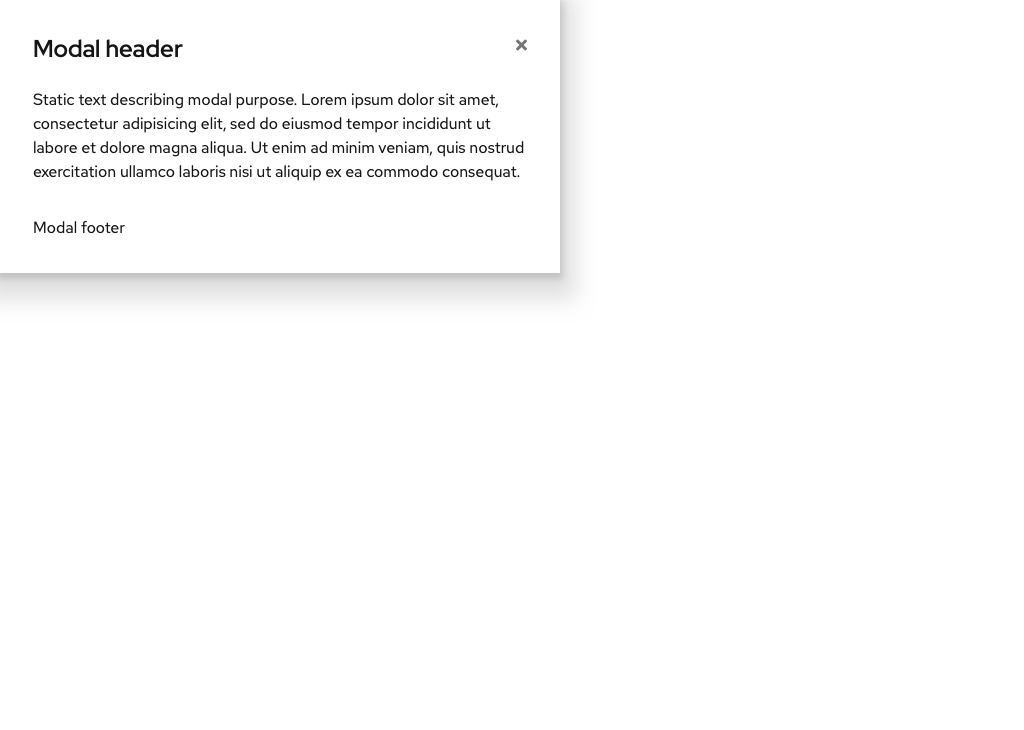 Modal header
Static text describing modal purpose. Lorem ipsum dolor sit amet,
consectetur adipisicing elit, sed do eiusmod tempor incididunt ut
labore et dolore magna aliqua. Ut enim ad minim veniam, quis nostrud
exercitation ullamco laboris nisi ut aliquip ex ea commodo consequat.
Modal footer